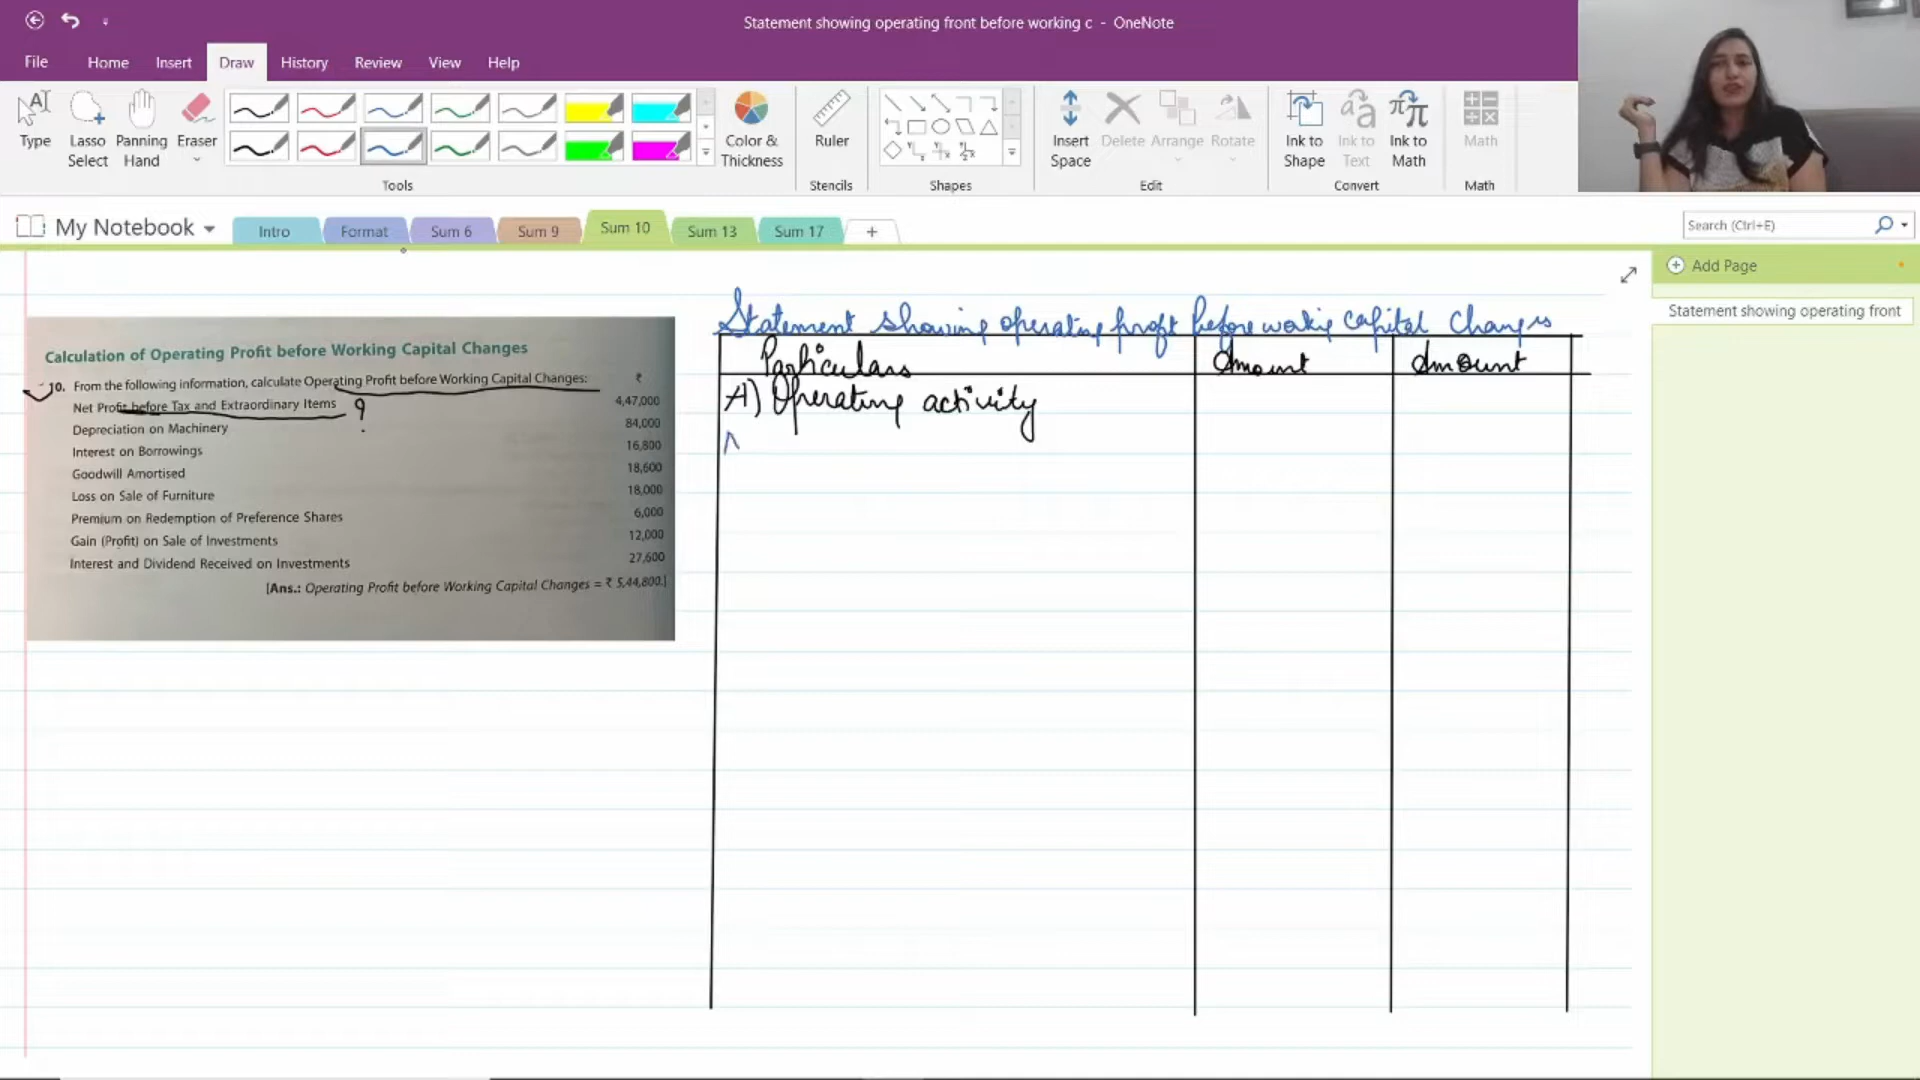 Statement showing operating front before working c - OneNote
File Home Insert Draw History Review View Help
Type Lasso Select Panning Hand Eraser Color & Thickness Ruler Insert Space Delete Arrange Rotate Ink to Shape Ink to Text Ink to Math Math
Tools Stencils Shapes Edit Convert Math
My Notebook Intro Format Sum 6 Sum 9 Sum 10 Sum 13 Sum 17 + Search (Ctrl+E)
Add Page
Statement showing operating front
Calculation of Operating Profit before Working Capital Changes
10. From the following information, calculate Operating Profit before Working Capital Changes: ₹
Net Profit before Tax and Extraordinary Items 4,47,000
Depreciation on Machinery 84,000
Interest on Borrowings 16,800
Goodwill Amortised 18,600
Loss on Sale of Furniture 18,000
Premium on Redemption of Preference Shares 6,000
Gain (Profit) on Sale of Investments 12,000
Interest and Dividend Received on Investments 27,600
[Ans.: Operating Profit before Working Capital Changes = ₹ 5,44,800.]
Statement showing operating profit before working capital changes
Particulars Amount Amount
A) Operating activity